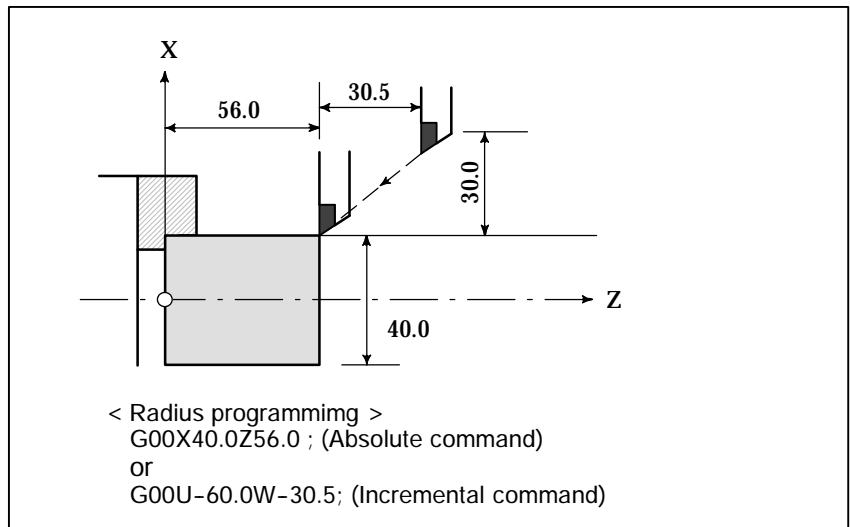 X
56.0
30.5
30.0
Z
40.0
< Radius programmimg >
G00X40.0Z56.0 ; (Absolute command)
or
G00U-60.0W-30.5; (Incremental command)